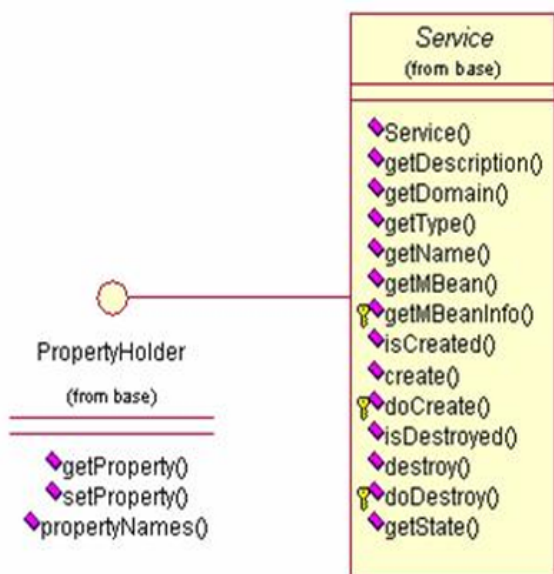 Service
(from base)
Service()
getDescription()
getDomain()
getType()
getName()
getMBean()
getMBeanInfo()
isCreated()
create()
doCreate()
isDestroyed()
destroy()
doDestroy()
getState()
PropertyHolder
(from base)
getProperty()
setProperty()
propertyNames()